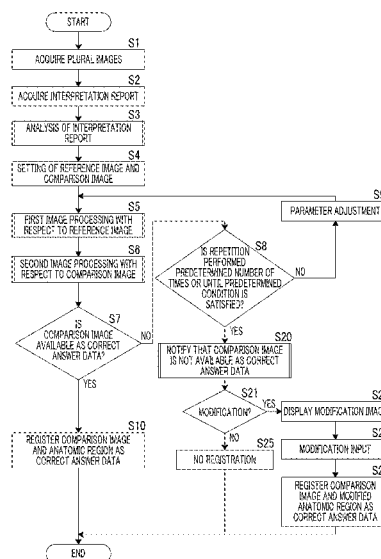 START
S1
ACQUIRE PLURAL IMAGES
S2
ACQUIRE INTERPRETATION REPORT
S3
ANALYSIS OF INTERPRETATION
REPORT
S4
SETTING OF REFERENCE IMAGE AND
COMPARISON IMAGE
S5
FIRST IMAGE PROCESSING WITH
RESPECT TO REFERENCE IMAGE
S6
SECOND IMAGE PROCESSING WITH
RESPECT TO COMPARISON IMAGE
S7
IS
COMPARISON IMAGE
AVAILABLE AS CORRECT
ANSWER DATA?
NO
YES
S10
REGISTER COMPARISON IMAGE
AND ANATOMIC REGION AS
CORRECT ANSWER DATA
END
S8
IS REPETITION
PERFORMED
PREDETERMINED NUMBER OF
TIMES OR UNTIL PREDETERMINED
CONDITION IS
SATISFIED?
NO
YES
PARAMETER ADJUSTMENT
S20
NOTIFY THAT COMPARISON IMAGE
IS NOT AVAILABLE AS CORRECT
ANSWER DATA
S21
MODIFICATION?
YES
NO
S25
NO REGISTRATION
DISPLAY MODIFICATION
MODIFICATION INPUT
REGISTER COMPARISON
IMAGE AND MODIFIED
ANATOMIC REGION AS
CORRECT ANSWER DATA